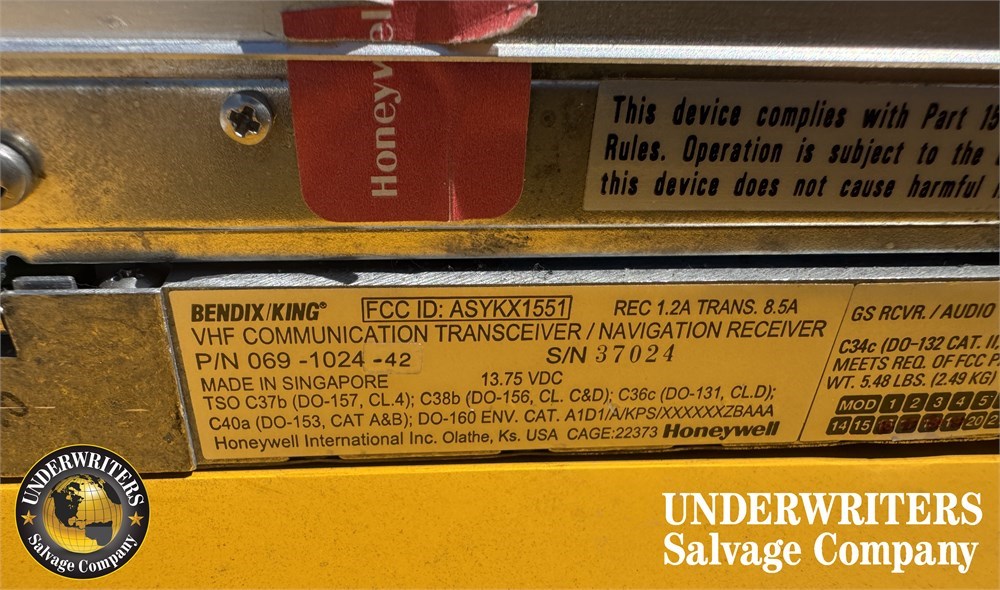 Honeywel
Honeywel
This device complies with Part 15
Rules. Operation is subject to the
this device does not cause harmful
BENDIX/KING® FCC ID: ASYKX1551 REC 1.2A TRANS. 8.5A
VHF COMMUNICATION TRANSCEIVER / NAVIGATION RECEIVER
P/N 069-1024-42 S/N 37024
MADE IN SINGAPORE 13.75 VDC
TSO C37b (DO-157, CL.4); C38b (DO-156, CL. C&D); C36c (DO-131, CL.D);
C40a (DO-153, CAT A&B); DO-160 ENV. CAT. A1D1/A/KPS/XXXXXXZBAAA
Honeywell International Inc. Olathe, Ks. USA CAGE:22373 Honeywell
GS RCVR. / AUDIO
C34c (DO-132 CAT. II,
MEETS REQ. OF FCC P
WT. 5.48 LBS. (2.49 KG)
MOD 1 2 3 4 5
14 15 20 2
UNDERWRITERS
Salvage Company
UNDERWRITERS
Salvage Company